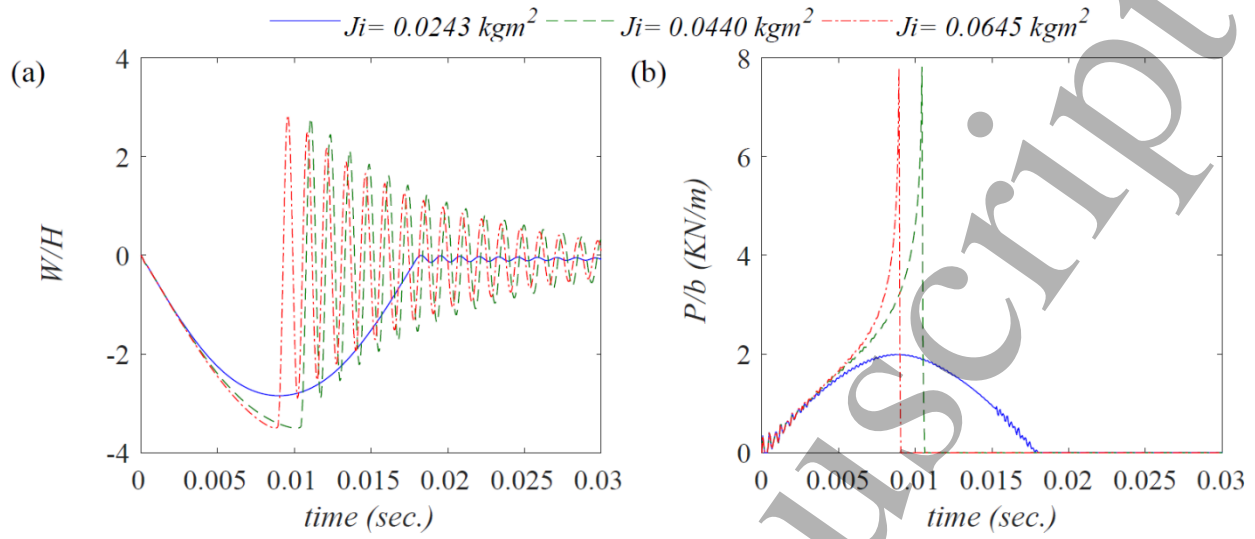 Ji= 0.0243 kgm² Ji= 0.0440 kgm² Ji= 0.0645 kgm²
(a) (b)
4 8
2 6
0 4
-2 2
-4 0
W/H
P/b (KN/m)
0 0.005 0.01 0.015 0.02 0.025 0.03
0 0.005 0.01 0.015 0.02 0.025 0.03
time (sec.) time (sec.)
uscript